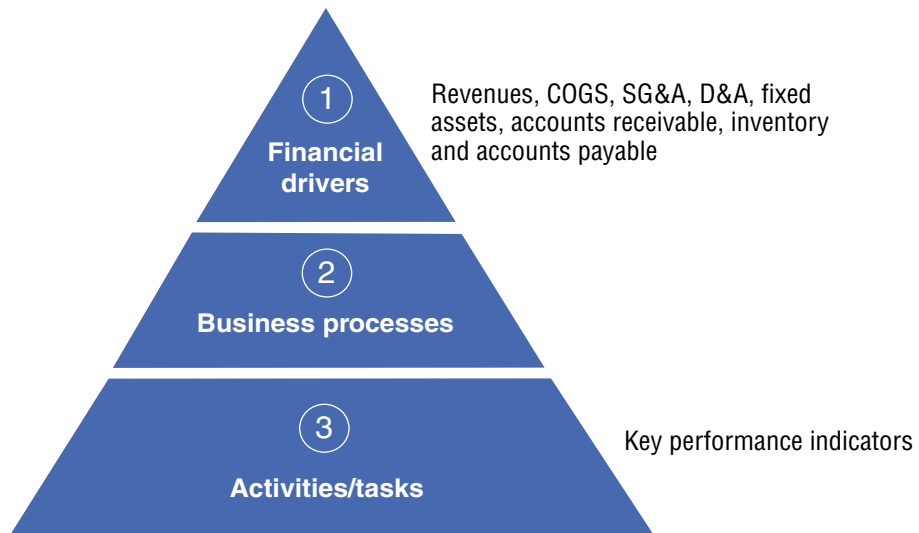 1
Financial
drivers
Revenues, COGS, SG&A, D&A, fixed
assets, accounts receivable, inventory
and accounts payable
2
Business processes
3
Activities/tasks
Key performance indicators